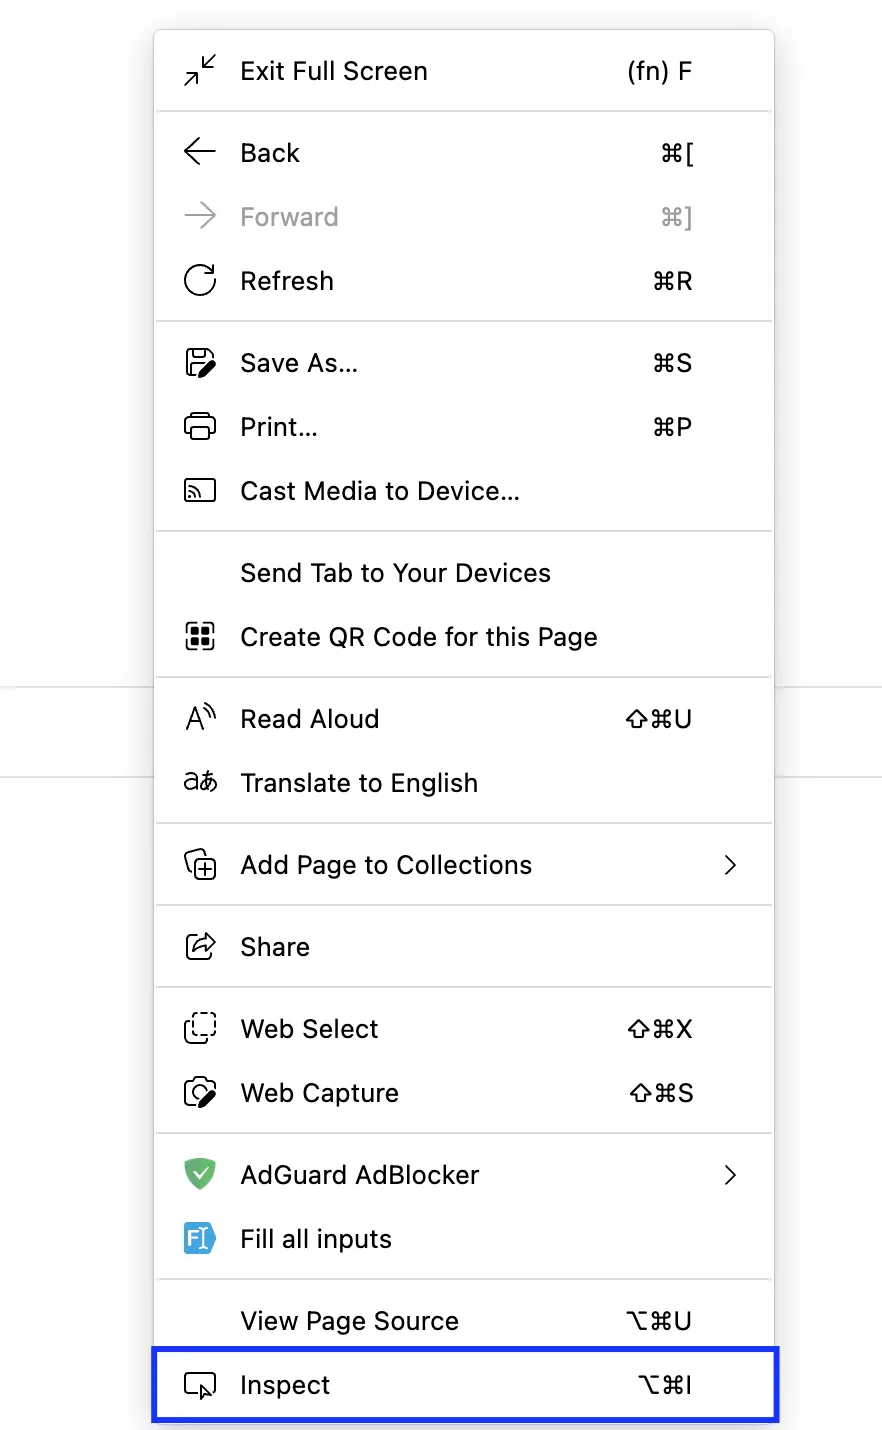 Exit Full Screen (fn) F
Back ⌘[
Forward ⌘]
Refresh ⌘R
Save As... ⌘S
Print... ⌘P
Cast Media to Device...
Send Tab to Your Devices
Create QR Code for this Page
Read Aloud ⇧⌘U
aあ Translate to English
Add Page to Collections
Share
Web Select ⇧⌘X
Web Capture ⇧⌘S
AdGuard AdBlocker
Fill all inputs
View Page Source ⌥⌘U
Inspect ⌥⌘I